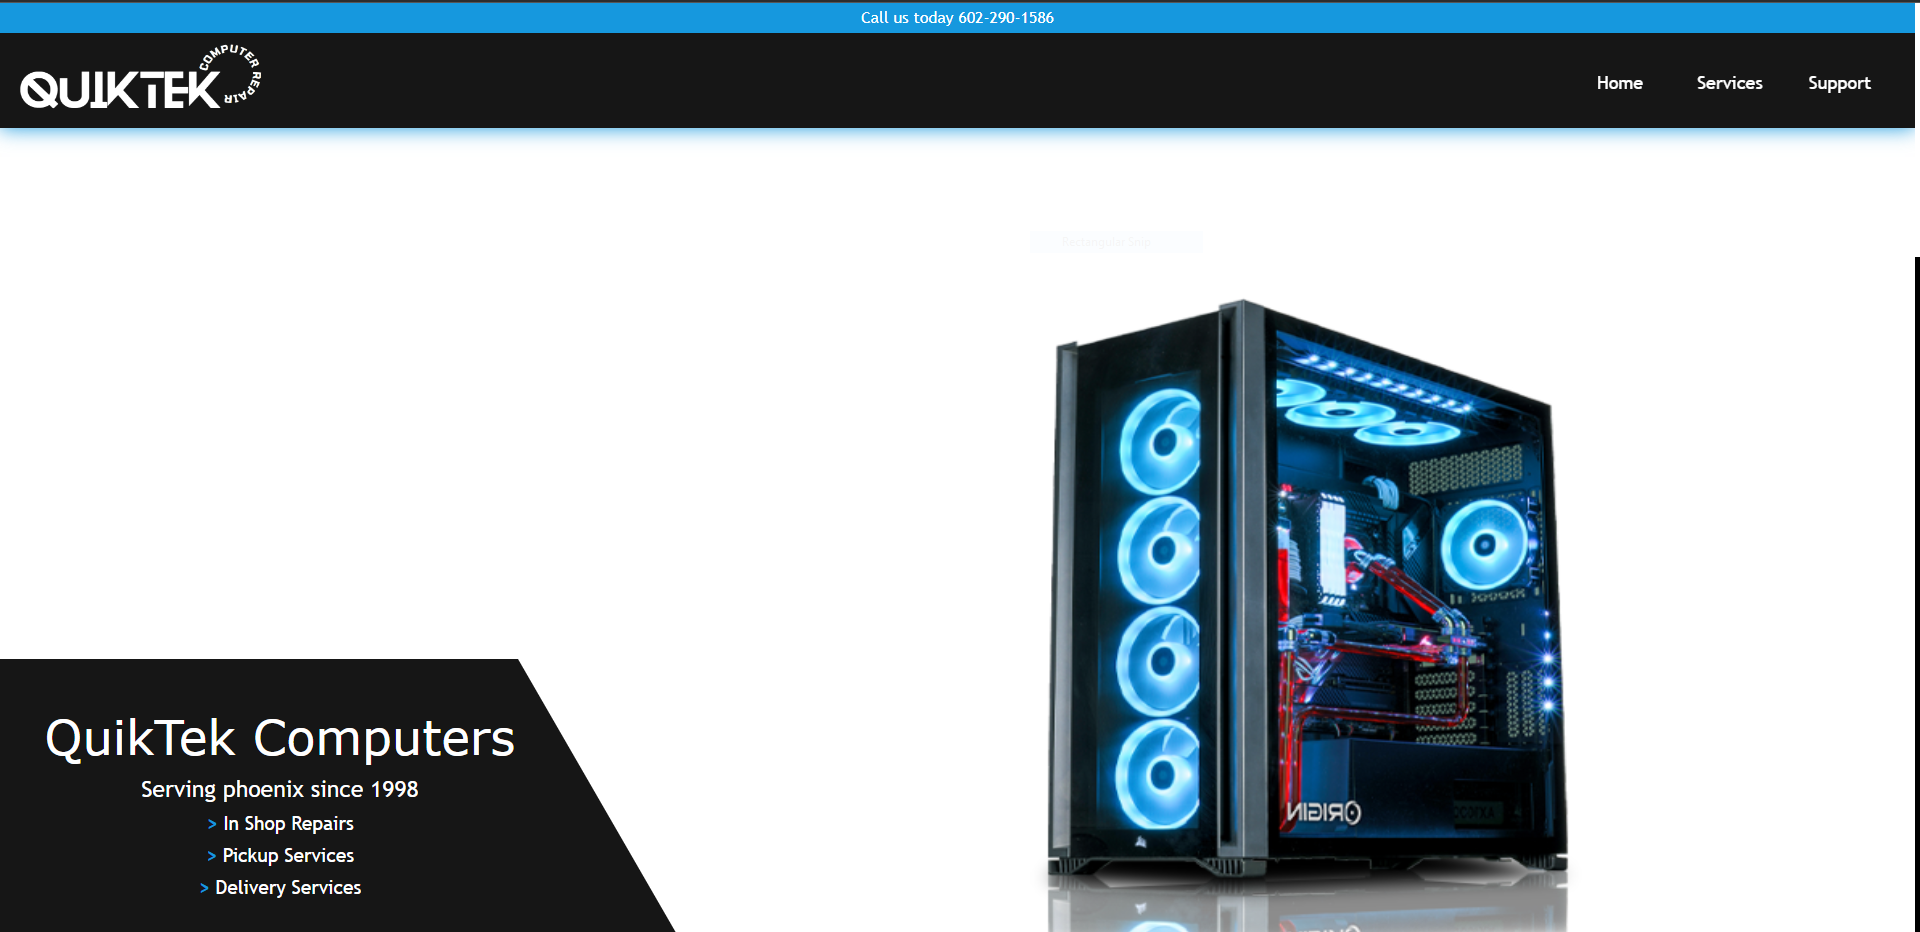 Call us today 602-290-1586
QUIKTEK COMPUTER REPAIR
Home Services Support
Rectangular Snip
ORIGIN
QuikTek Computers
Serving phoenix since 1998
> In Shop Repairs
> Pickup Services
> Delivery Services